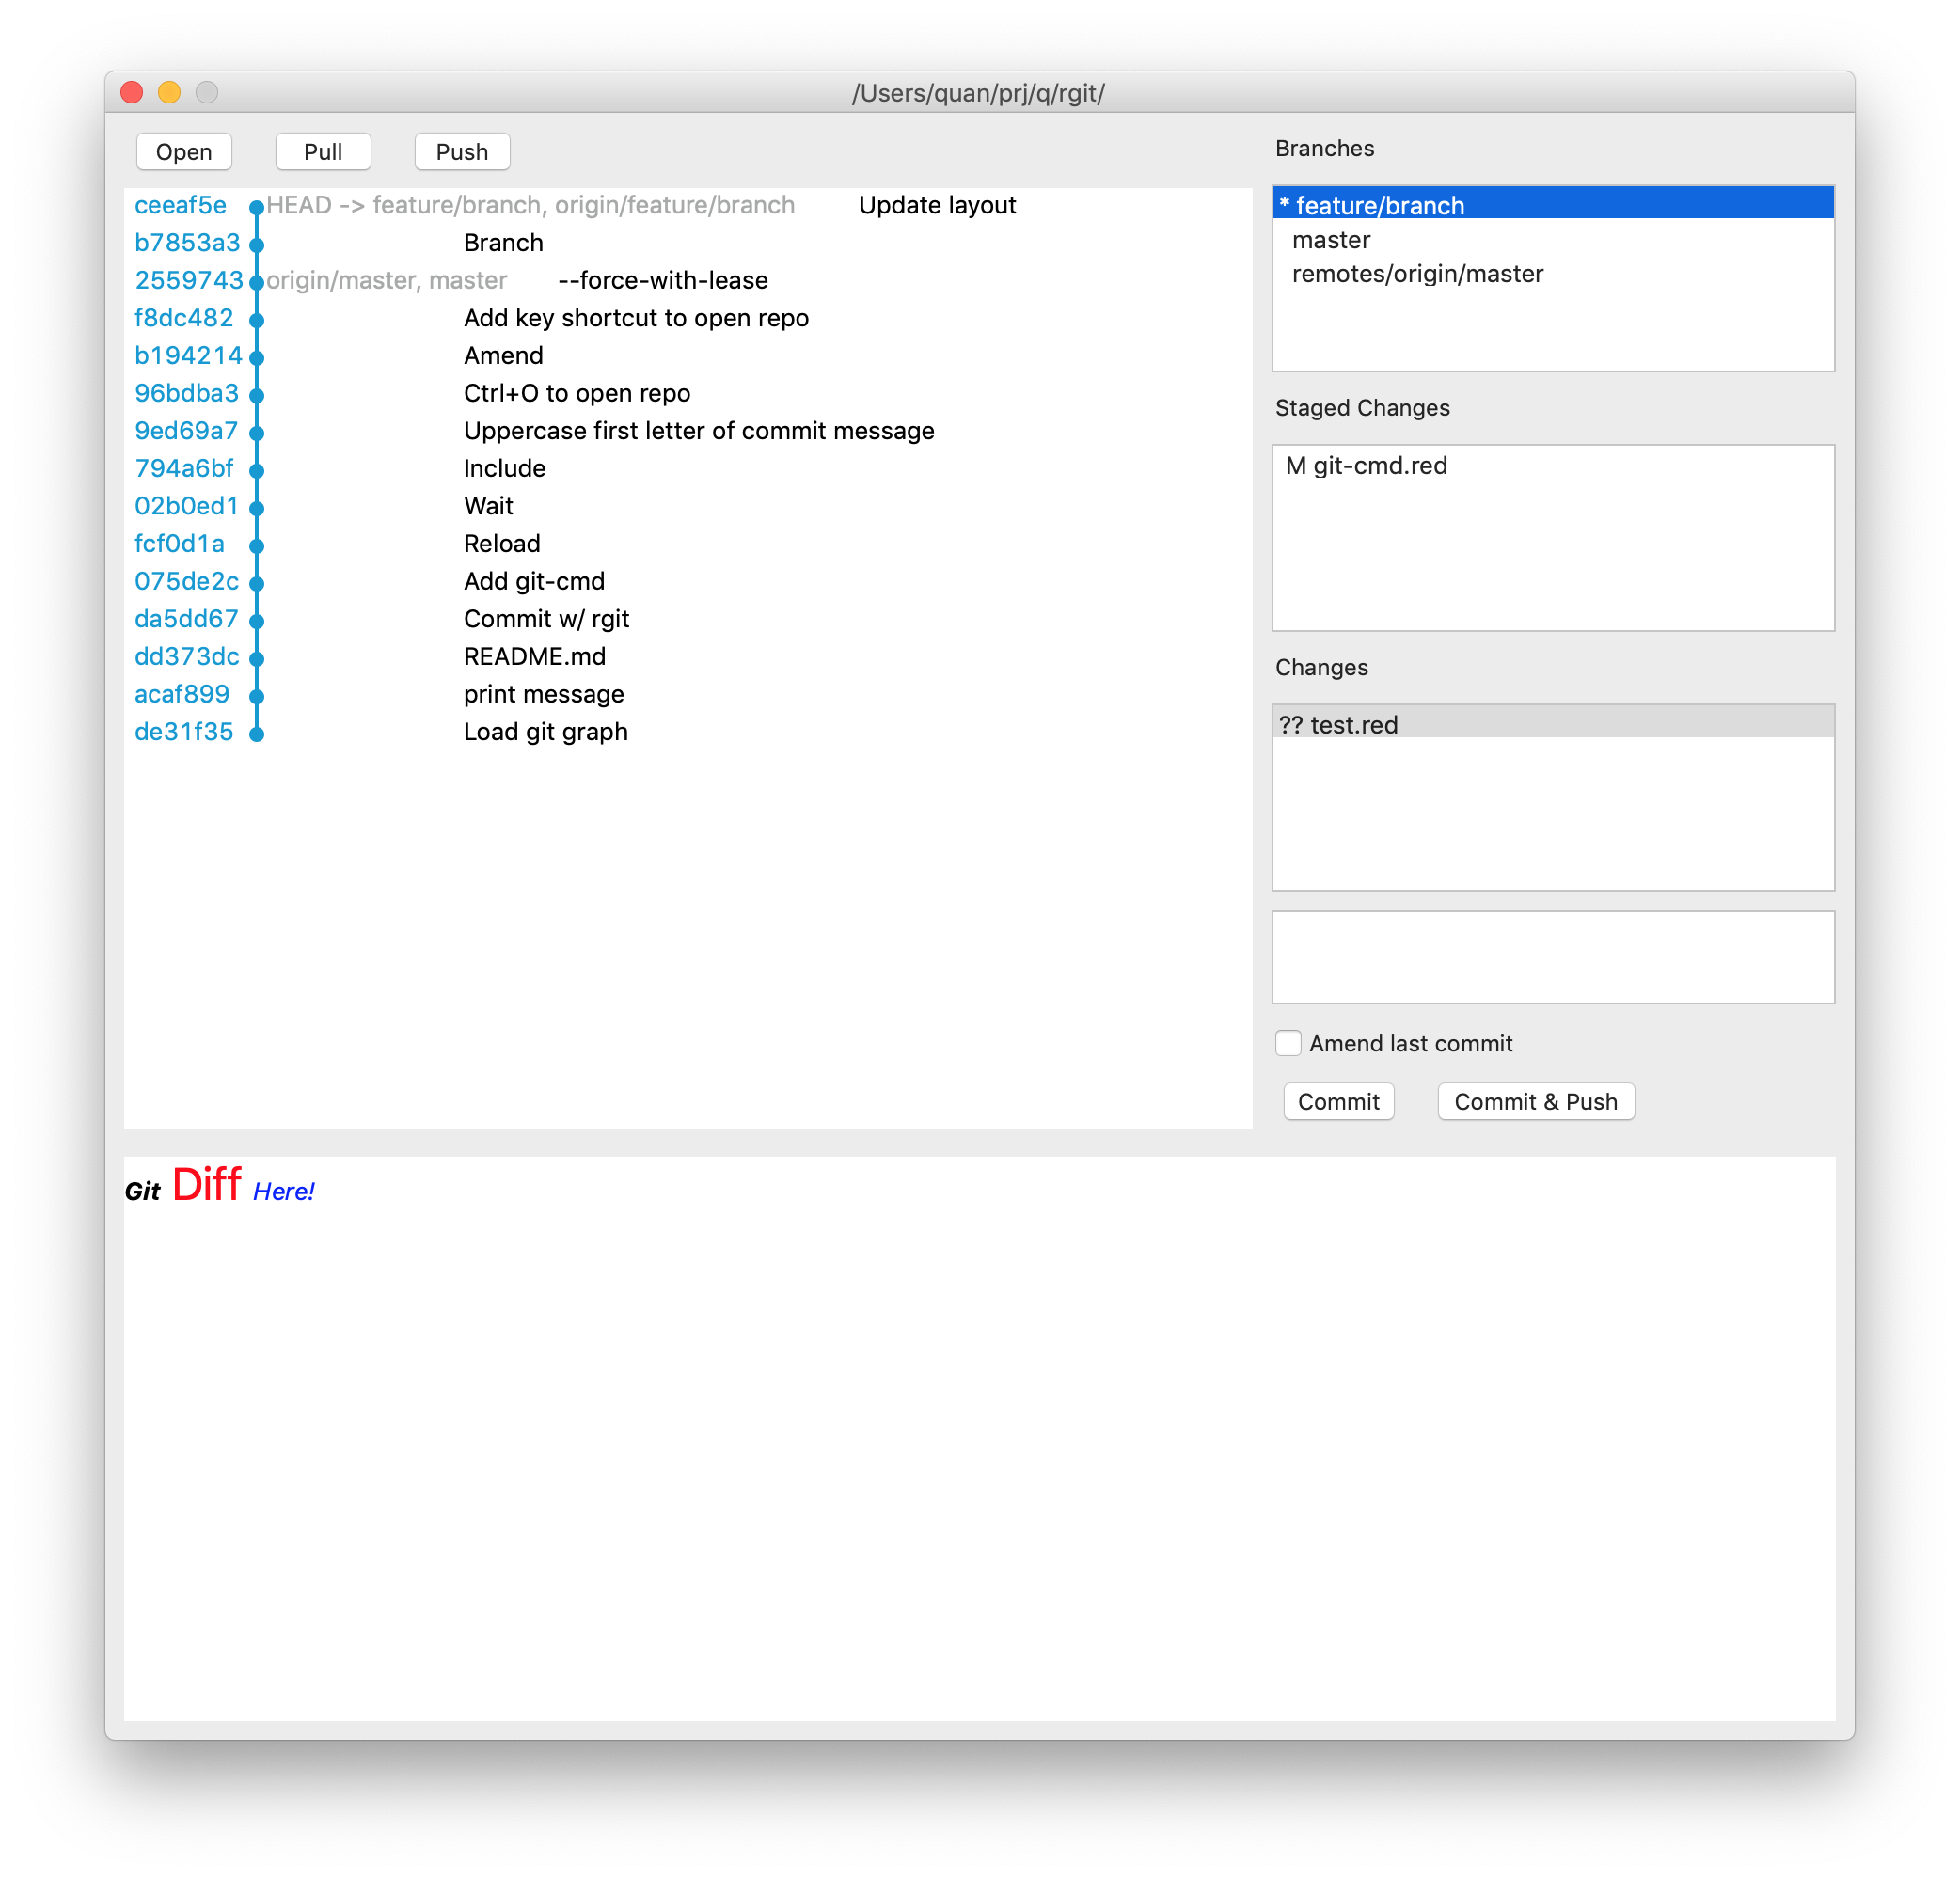 /Users/quan/prj/q/rgit/
Open Pull Push
ceeaf5e HEAD -> feature/branch, origin/feature/branch Update layout
b7853a3 Branch
2559743 origin/master, master --force-with-lease
f8dc482 Add key shortcut to open repo
b194214 Amend
96bdba3 Ctrl+O to open repo
9ed69a7 Uppercase first letter of commit message
794a6bf Include
02b0ed1 Wait
fcf0d1a Reload
075de2c Add git-cmd
da5dd67 Commit w/ rgit
dd373dc README.md
acaf899 print message
de31f35 Load git graph
Branches
* feature/branch
master
remotes/origin/master
Staged Changes
M git-cmd.red
Changes
?? test.red
Amend last commit
Commit Commit & Push
Git Diff Here!